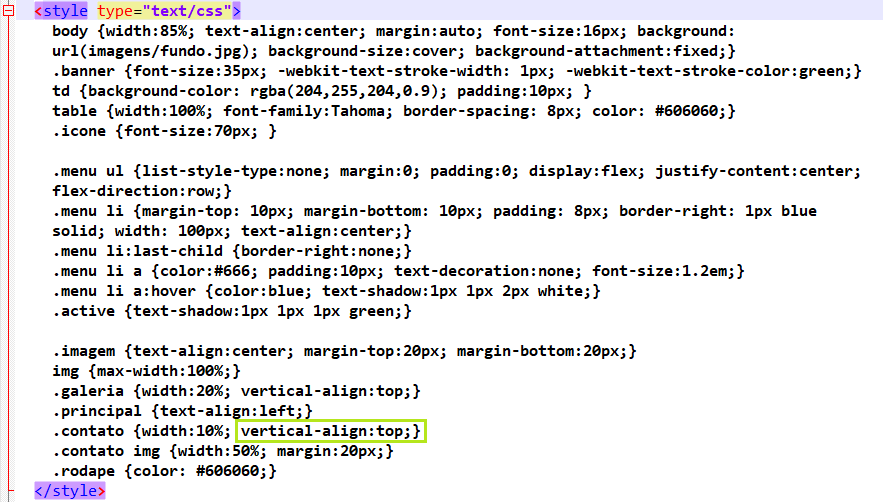 <style type="text/css">
body {width:85%; text-align:center; margin:auto; font-size:16px; background:
url(imagens/fundo.jpg); background-size:cover; background-attachment:fixed;}
.banner {font-size:35px; -webkit-text-stroke-width: 1px; -webkit-text-stroke-color:green;}
td {background-color: rgba(204,255,204,0.9); padding:10px; }
table {width:100%; font-family:Tahoma; border-spacing: 8px; color: #606060;}
.icone {font-size:70px; }
.menu ul {list-style-type:none; margin:0; padding:0; display:flex; justify-content:center;
flex-direction:row;}
.menu li {margin-top: 10px; margin-bottom: 10px; padding: 8px; border-right: 1px blue
solid; width: 100px; text-align:center;}
.menu li:last-child {border-right:none;}
.menu li a {color:#666; padding:10px; text-decoration:none; font-size:1.2em;}
.menu li a:hover {color:blue; text-shadow:1px 1px 2px white;}
.active {text-shadow:1px 1px 1px green;}
.imagem {text-align:center; margin-top:20px; margin-bottom:20px;}
img {max-width:100%;}
.galeria {width:20%; vertical-align:top;}
.principal {text-align:left;}
.contato {width:10%; vertical-align:top;}
.contato img {width:50%; margin:20px;}
.rodape {color: #606060;}
</style>